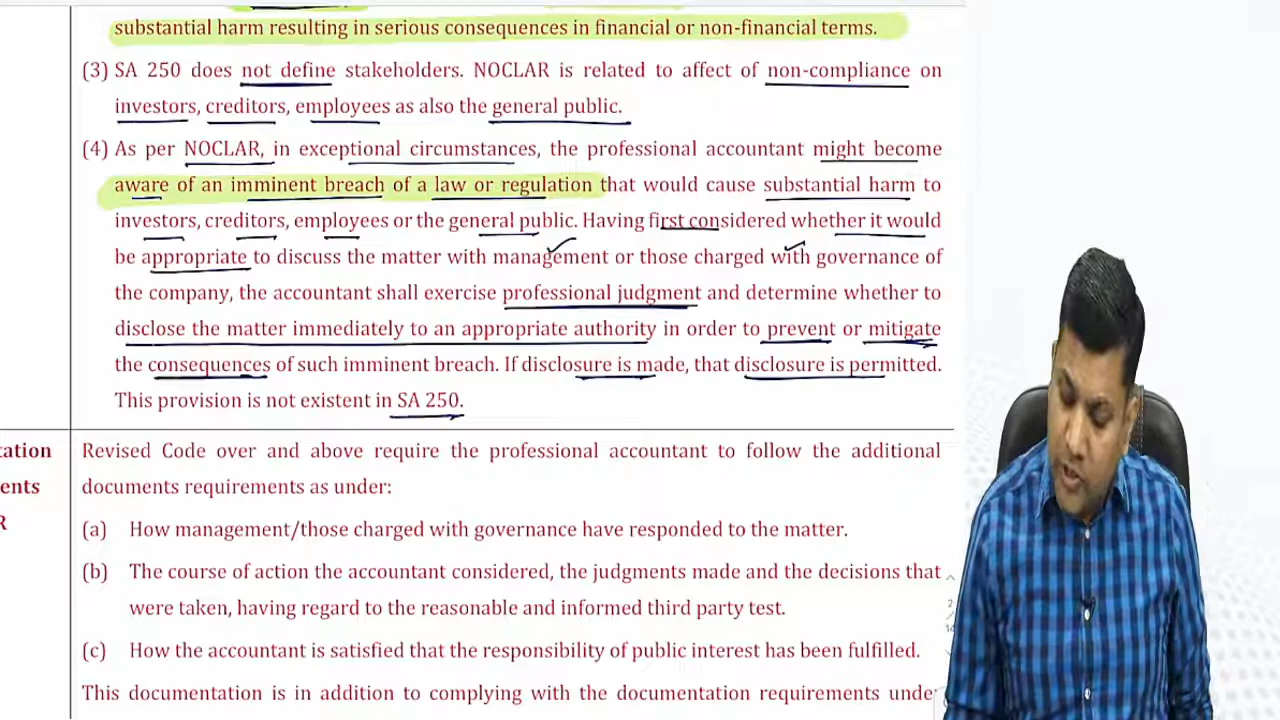 substantial harm resulting in serious consequences in financial or non-financial terms.
(3) SA 250 does not define stakeholders. NOCLAR is related to affect of non-compliance on
investors, creditors, employees as also the general public.
(4) As per NOCLAR, in exceptional circumstances, the professional accountant might become
aware of an imminent breach of a law or regulation that would cause substantial harm to
investors, creditors, employees or the general public. Having first considered whether it would
be appropriate to discuss the matter with management or those charged with governance of
the company, the accountant shall exercise professional judgment and determine whether to
disclose the matter immediately to an appropriate authority in order to prevent or mitigate
the consequences of such imminent breach. If disclosure is made, that disclosure is permitted.
This provision is not existent in SA 250.
tation
ents
R
Revised Code over and above require the professional accountant to follow the additional
documents requirements as under:
(a) How management/those charged with governance have responded to the matter.
(b) The course of action the accountant considered, the judgments made and the decisions that
were taken, having regard to the reasonable and informed third party test.
(c) How the accountant is satisfied that the responsibility of public interest has been fulfilled.
This documentation is in addition to complying with the documentation requirements under